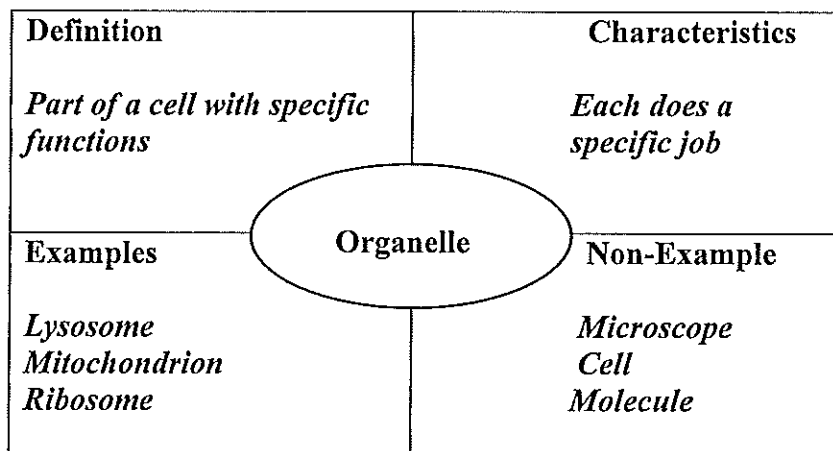 Definition
Part of a cell with specific
functions
Characteristics
Each does a
specific job
Organelle
Examples
Lysosome
Mitochondrion
Ribosome
Non-Example
Microscope
Cell
Molecule